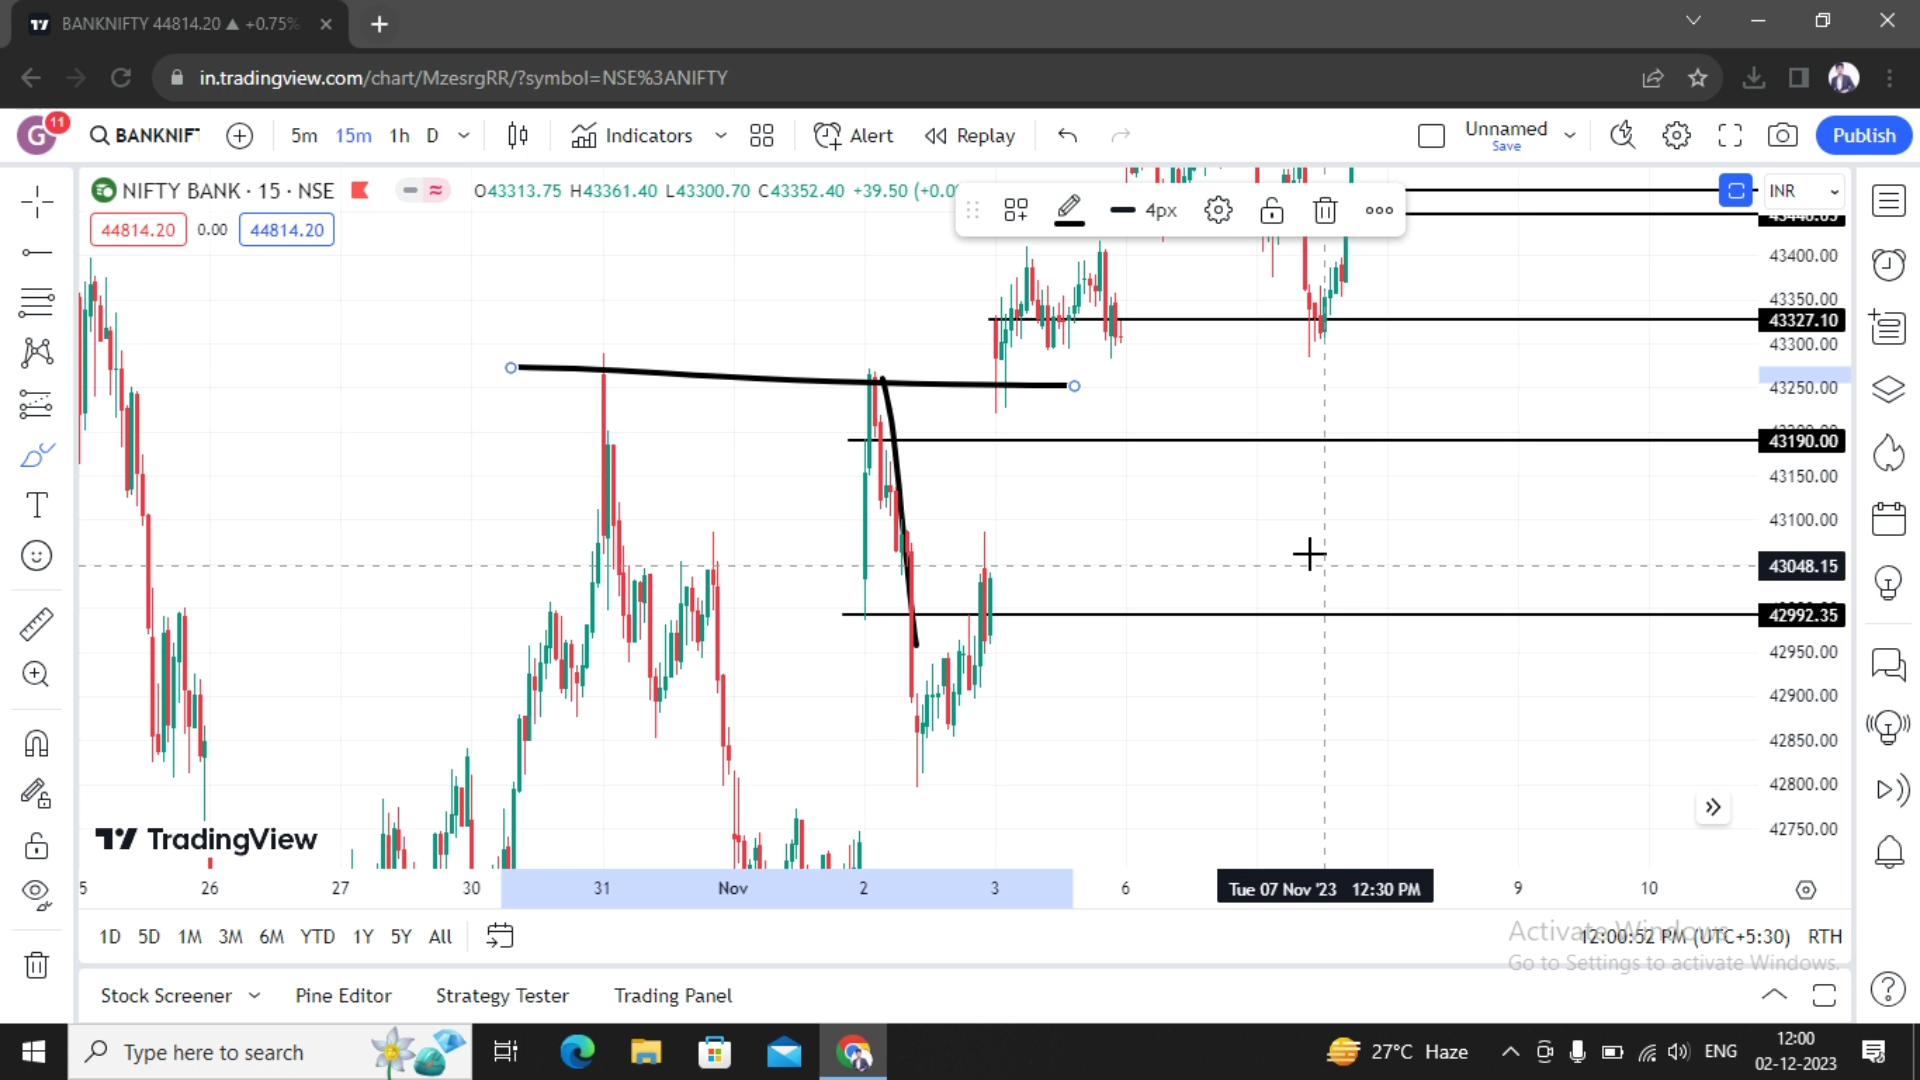 BANKNIFTY 44814.20 ▲ +0.75%
in.tradingview.com/chart/MzesrgRR/?symbol=NSE%3ANIFTY
G 11 BANKNIF 5m 15m 1h D Indicators Alert Replay Unnamed Save Publish
NIFTY BANK · 15 · NSE O43313.75 H43361.40 L43300.70 C43352.40 +39.50 INR
44814.20 0.00 44814.20
4px
43400.00
43350.00
43327.10
43300.00
43250.00
43190.00
43150.00
43100.00
43048.15
42992.35
42950.00
42900.00
42850.00
42800.00
42750.00
TradingView
5 26 27 30 31 Nov 2 3 6 Tue 07 Nov '23 12:30 PM 9 10
1D 5D 1M 3M 6M YTD 1Y 5Y All 12:00:52 PM (UTC+5:30) RTH
Activate Windows
Go to Settings to activate Windows.
Stock Screener Pine Editor Strategy Tester Trading Panel
Type here to search 27°C Haze ENG 12:00
02-12-2023